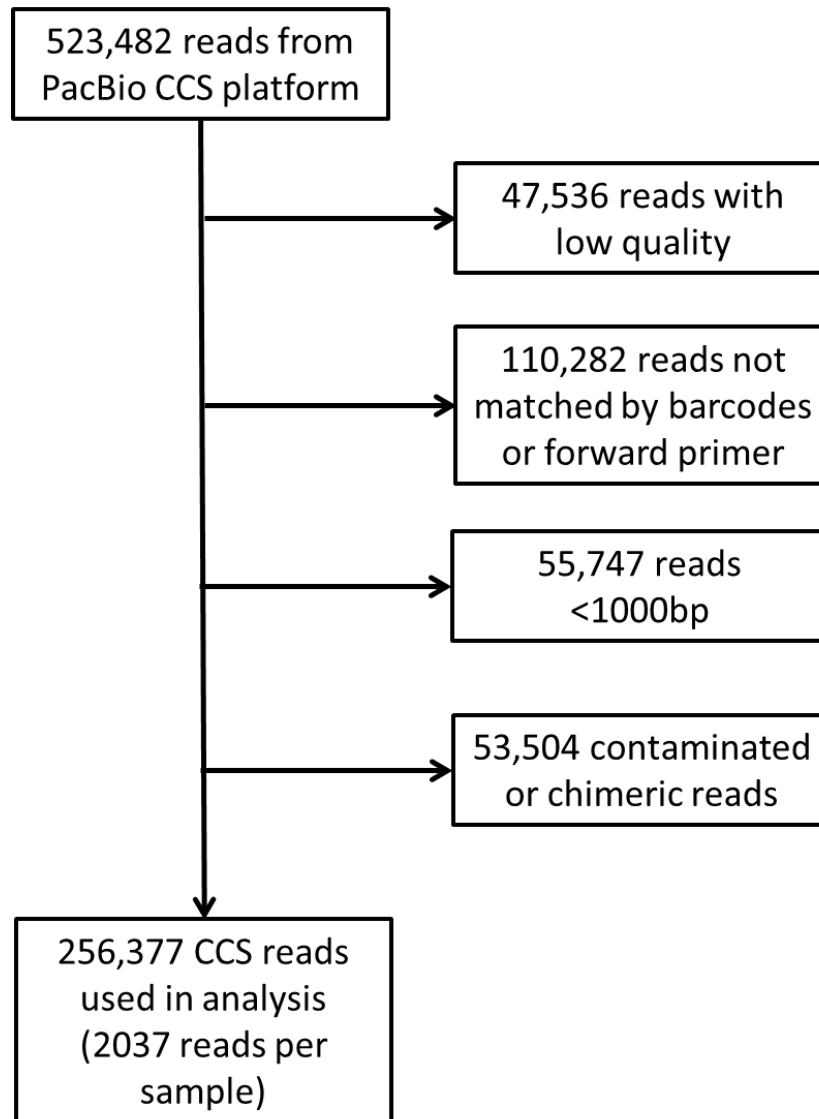 523,482 reads from
PacBio CCS platform
47,536 reads with
low quality
110,282 reads not
matched by barcodes
or forward primer
55,747 reads
<1000bp
53,504 contaminated
or chimeric reads
256,377 CCS reads
used in analysis
(2037 reads per
sample)